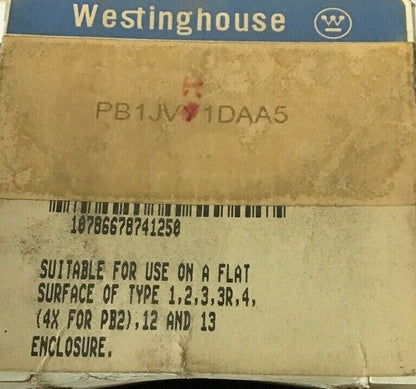 Westinghouse
PB1JVY1DAA5
10786678741250
SUITABLE FOR USE ON A FLAT
SURFACE OF TYPE 1,2,3,3R,4,
(4X FOR PB2),12 AND 13
ENCLOSURE.